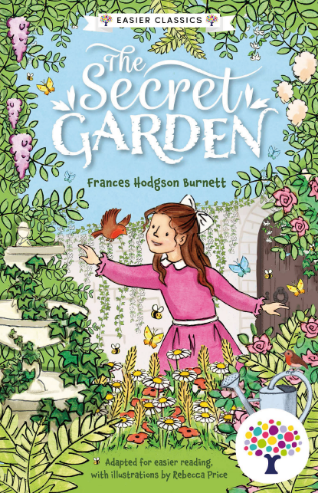 EASIER CLASSICS
The
Secret
GARDEN
Frances Hodgson Burnett
Adapted for easier reading,
with illustrations by Rebecca Price